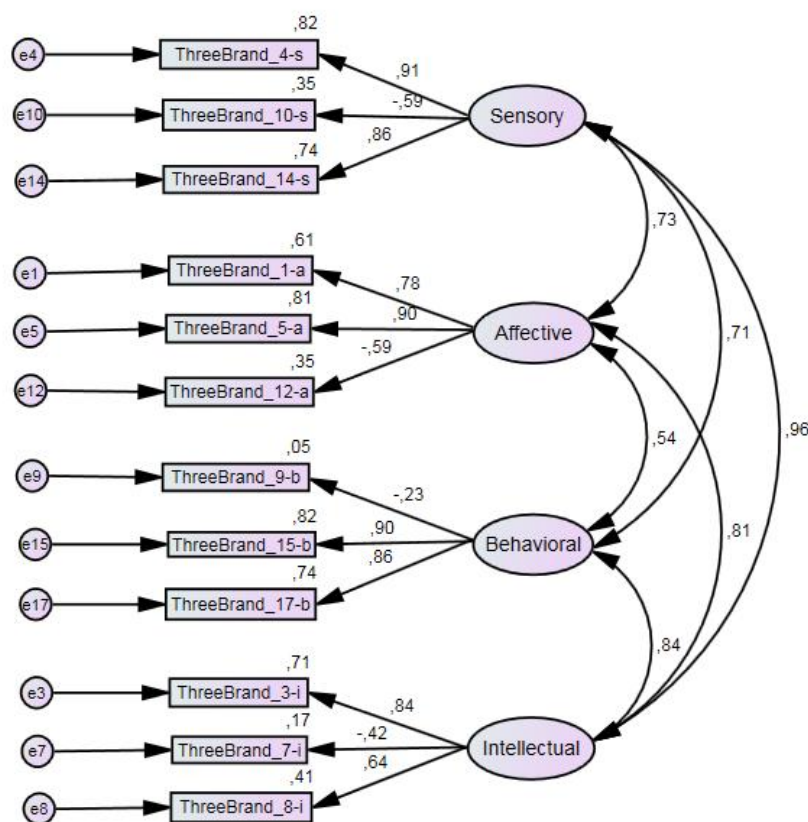 ,82
e4 ThreeBrand_4-s ,91
,35
e10 ThreeBrand_10-s -,59 Sensory
,74 ,86
e14 ThreeBrand_14-s
,73
,61
e1 ThreeBrand_1-a ,78
,81
e5 ThreeBrand_5-a ,90 Affective ,71
,35 -,59
e12 ThreeBrand_12-a
,54 ,96
,05
e9 ThreeBrand_9-b -,23
,82
e15 ThreeBrand_15-b ,90 Behavioral ,81
,74 ,86
e17 ThreeBrand_17-b
,84
,71
e3 ThreeBrand_3-i ,84
,17
e7 ThreeBrand_7-i -,42 Intellectual
,41 ,64
e8 ThreeBrand_8-i